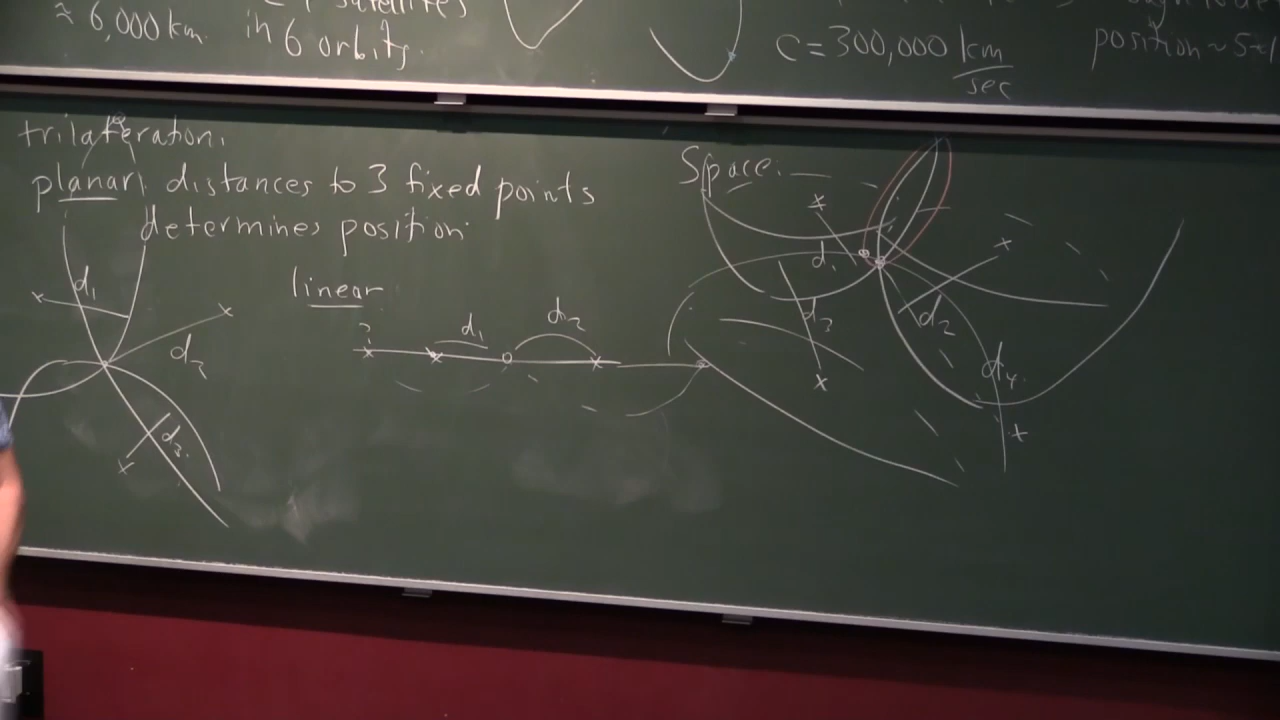 ≈ 6,000 km. in 6 orbits.
c = 300,000 km/sec
position ~ 5
trilateration.
planar: distances to 3 fixed points
determines position.
linear
d₁
d₂
d₃
?
d₁ d₂
Space.
d₁
d₂
d₃
d₄